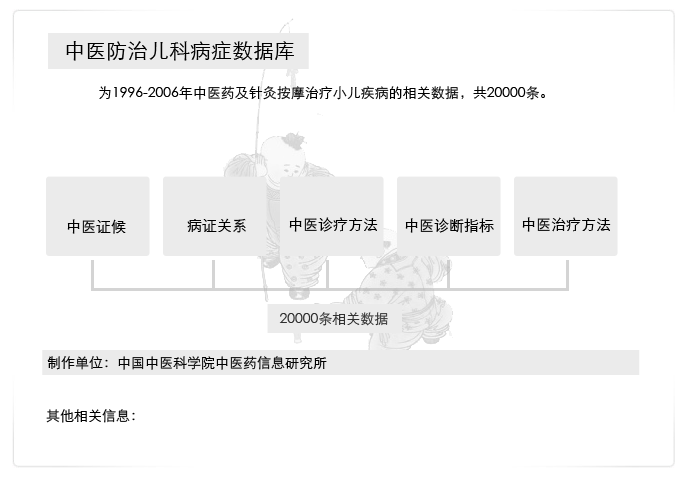 中医防治儿科病症数据库
为1996-2006年中医药及针灸按摩治疗小儿疾病的相关数据，共20000条。
中医证候
病证关系
中医诊疗方法
中医诊断指标
中医治疗方法
20000条相关数据
制作单位：中国中医科学院中医药信息研究所
其他相关信息：